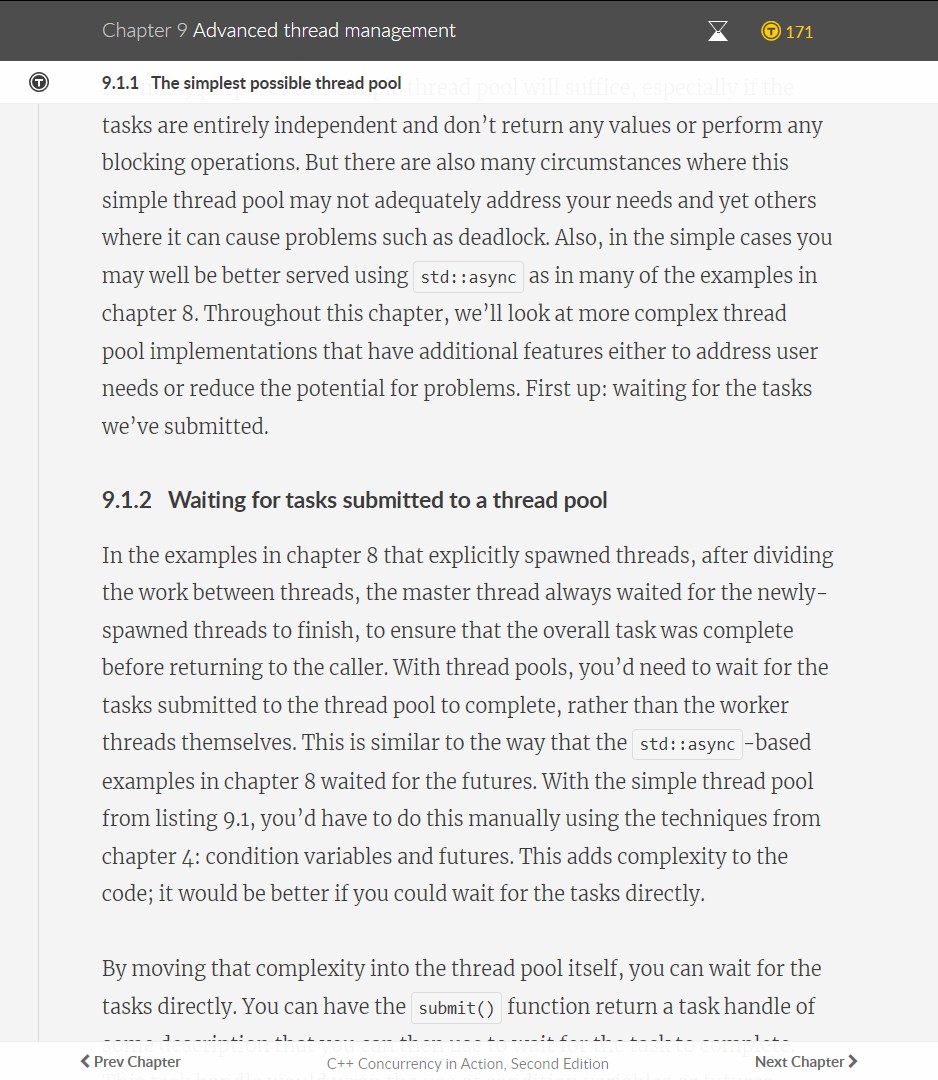 Chapter 9 Advanced thread management
171
9.1.1 The simplest possible thread pool
thread pool will suffice, especially if the
tasks are entirely independent and don’t return any values or perform any
blocking operations. But there are also many circumstances where this
simple thread pool may not adequately address your needs and yet others
where it can cause problems such as deadlock. Also, in the simple cases you
may well be better served using std::async as in many of the examples in
chapter 8. Throughout this chapter, we’ll look at more complex thread
pool implementations that have additional features either to address user
needs or reduce the potential for problems. First up: waiting for the tasks
we’ve submitted.
9.1.2 Waiting for tasks submitted to a thread pool
In the examples in chapter 8 that explicitly spawned threads, after dividing
the work between threads, the master thread always waited for the newly-
spawned threads to finish, to ensure that the overall task was complete
before returning to the caller. With thread pools, you’d need to wait for the
tasks submitted to the thread pool to complete, rather than the worker
threads themselves. This is similar to the way that the std::async-based
examples in chapter 8 waited for the futures. With the simple thread pool
from listing 9.1, you’d have to do this manually using the techniques from
chapter 4: condition variables and futures. This adds complexity to the
code; it would be better if you could wait for the tasks directly.
By moving that complexity into the thread pool itself, you can wait for the
tasks directly. You can have the submit() function return a task handle of
some description that you can then use to wait for the task to complete.
Prev Chapter
C++ Concurrency in Action, Second Edition
Next Chapter